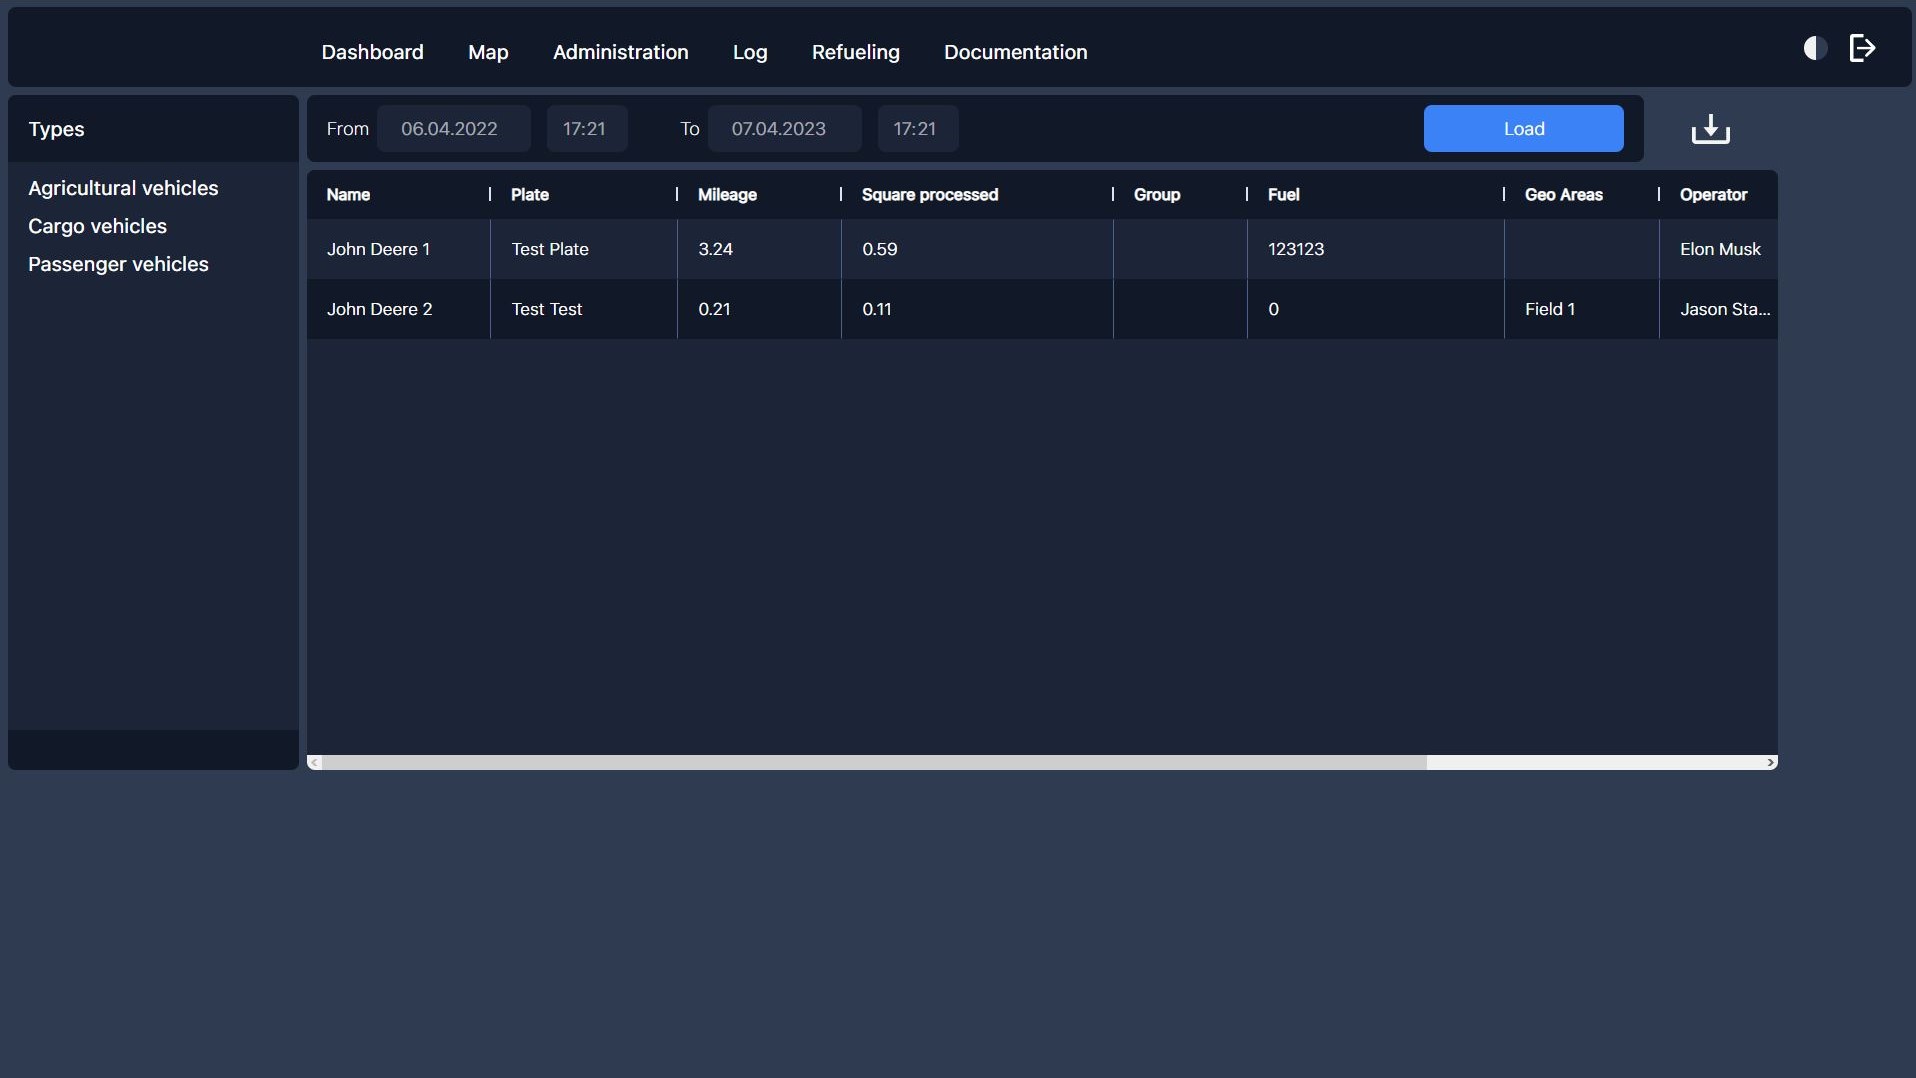 Dashboard Map Administration Log Refueling Documentation
Types
Agricultural vehicles
Cargo vehicles
Passenger vehicles
From 06.04.2022 17:21 To 07.04.2023 17:21 Load
Name Plate Mileage Square processed Group Fuel Geo Areas Operator
John Deere 1 Test Plate 3.24 0.59 123123 Elon Musk
John Deere 2 Test Test 0.21 0.11 0 Field 1 Jason Sta...